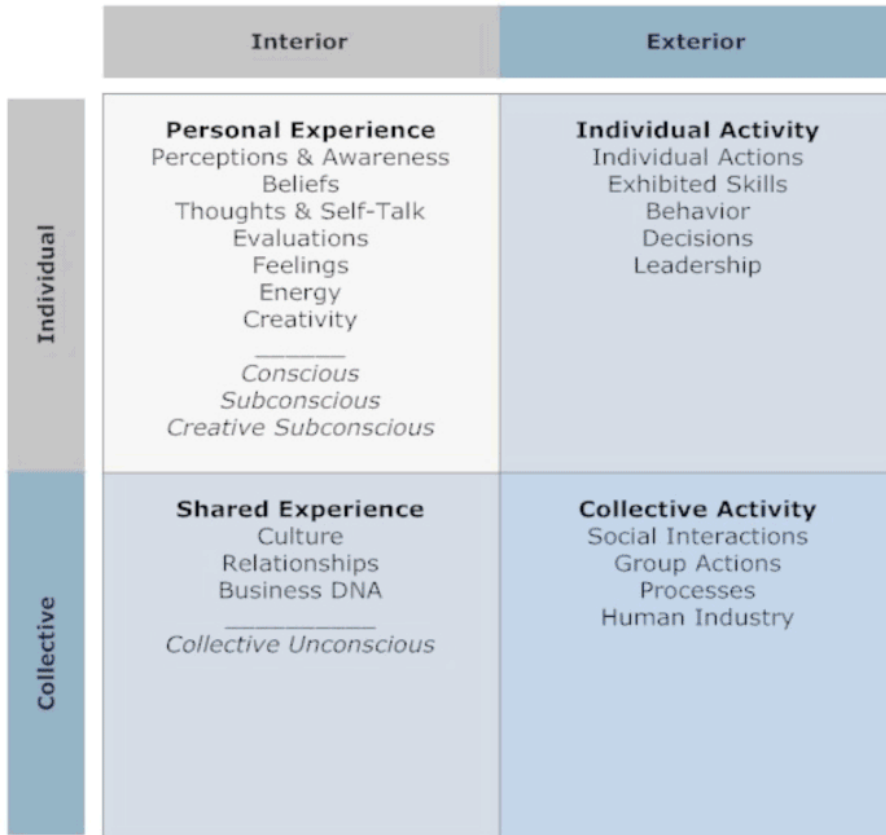 Interior
Exterior
Individual
Personal Experience
Perceptions & Awareness
Beliefs
Thoughts & Self-Talk
Evaluations
Feelings
Energy
Creativity
______
Conscious
Subconscious
Creative Subconscious
Individual Activity
Individual Actions
Exhibited Skills
Behavior
Decisions
Leadership
Collective
Shared Experience
Culture
Relationships
Business DNA
__________
Collective Unconscious
Collective Activity
Social Interactions
Group Actions
Processes
Human Industry